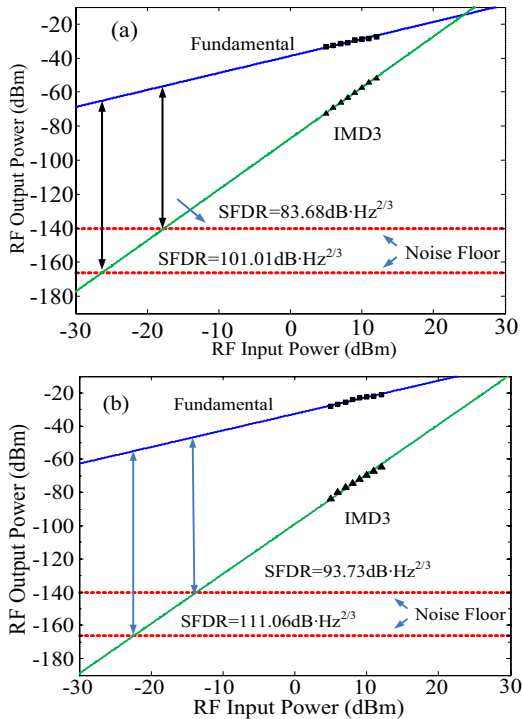 (a)
Fundamental
IMD3
SFDR=83.68dB·Hz2/3
SFDR=101.01dB·Hz2/3
Noise Floor
RF Output Power (dBm)
-20
-40
-60
-80
-100
-120
-140
-160
-180
-30
-20
-10
0
10
20
30
RF Input Power (dBm)
(b)
Fundamental
IMD3
SFDR=93.73dB·Hz2/3
SFDR=111.06dB·Hz2/3
Noise Floor
RF Output Power (dBm)
-20
-40
-60
-80
-100
-120
-140
-160
-180
-30
-20
-10
0
10
20
30
RF Input Power (dBm)